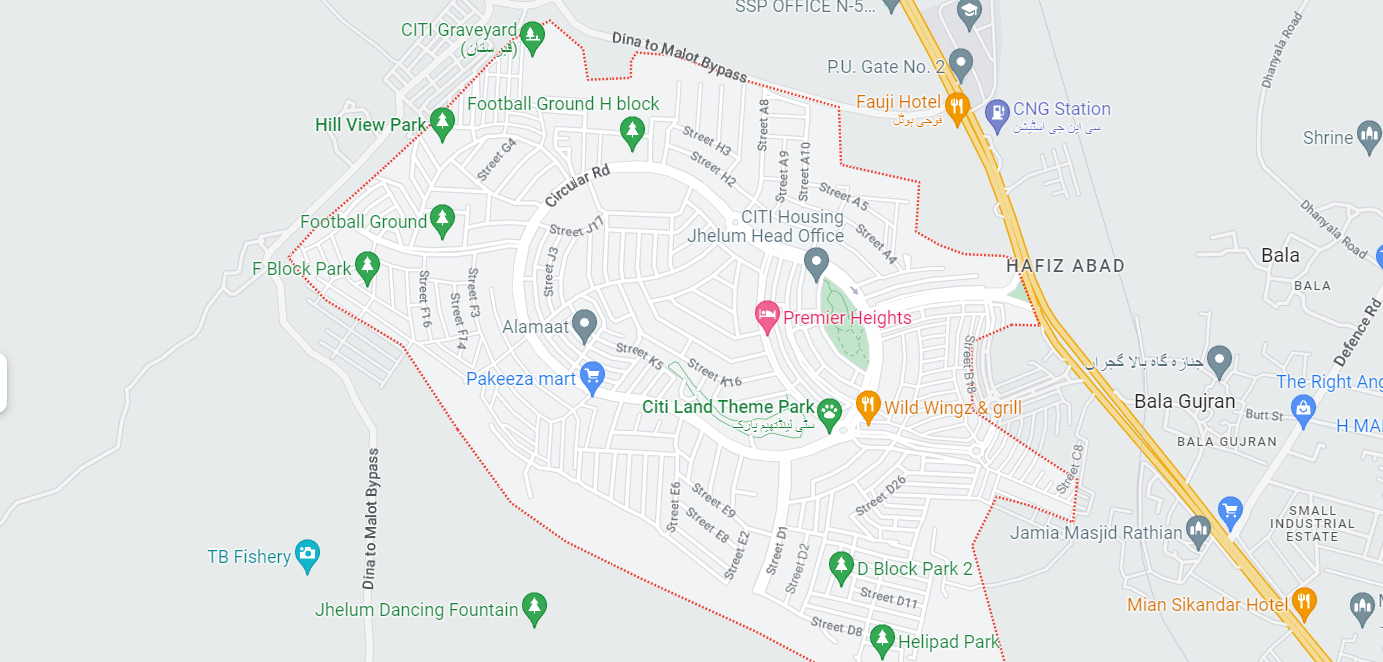 SSP OFFICE N-5...
CITI Graveyard
(قبرستان)
Dina to Malot Bypass
Dhanyala Road
P.U. Gate No. 2
Football Ground H block
Fauji Hotel
فوجی ہوٹل
CNG Station
سی این جی اسٹیشن
Hill View Park
Street A8
Street H3
Shrine
Street G4
Street H2
Street A9
Street A10
Circular Rd
Street A5
Football Ground
CITI Housing
Jhelum Head Office
Street J17
Street A4
Dhanyala Road
Bala
F Block Park
Street J3
HAFIZ ABAD
BALA
Street F16
Street F3
Street F14
Premier Heights
Alamaat
Defence Rd
Street K5
Street B18
جنازہ گاہ بالا گجراں
Pakeeza mart
Street K16
The Right Ang
Citi Land Theme Park
سٹی لینڈتھیم پارک
Wild Wingz & grill
Bala Gujran
Butt St
H MA
BALA GUJRAN
Street C8
Dina to Malot Bypass
Street E6
Street E9
Street D26
Street E8
SMALL
INDUSTRIAL
ESTATE
Jamia Masjid Rathian
Street E2
Street D1
Street D2
TB Fishery
D Block Park 2
Street D11
Jhelum Dancing Fountain
Mian Sikandar Hotel
Street D8
Helipad Park